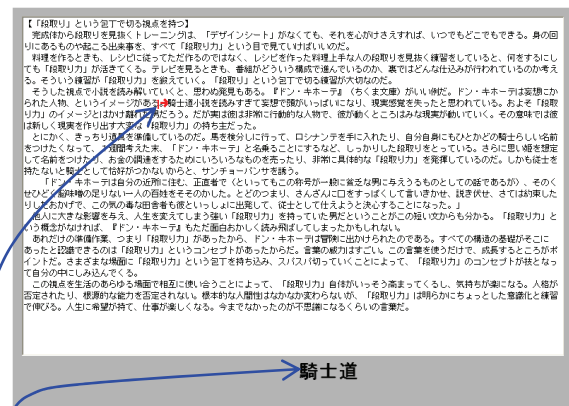 【「段取り」という包丁で切る視点を持つ】
　完成体から段取りを見抜くトレーニングは、「デザインシート」がなくても、それを心がけさえすれば、いつでもどこでもできる。身の回
りにあるものや起こる出来事を、すべて「段取り力」という目で見ていけばいいのだ。
　料理を作るときも、レシピに従ってただ作るのではなく、レシピを作った料理上手な人の段取りを見抜く練習をしていると、何をするにし
ても「段取り力」が活きてくる。テレビを見るときも、番組がどういう構成で進んでいるのか、裏ではどんな仕込みが行われているのか考え
る。そういう練習が「段取り力」を鍛えていく。「段取り」という包丁で切る練習が大切なのだ。
　そうした視点で小説を読み解いていくと、思わぬ発見もある。『ドン・キホーテ』（ちくま文庫）がいい例だ。ドン・キホーテは妄想にか
られた人物、というイメージがある。騎士道小説を読みすぎて妄想で頭がいっぱいになり、現実感覚を失ったと思われている。およそ「段取
り力」のイメージとはかけ離れた男だろう。だが実は彼は非常に行動的な人物で、彼が動くところはみな現実が動いていく。その意味では彼
は新しく現実を作り出す大変な「段取り力」の持ち主だった。
　とにかく、きっちり道具を準備しているのだ。馬を検分しに行って、ロシナンテを手に入れたり、自分自身にもひとかどの騎士らしい名前
をつけたくなって、八日間考えた末、「ドン・キホーテ」と名乗ることにするなど、しっかりした段取りをとっている。さらに思い姫を想定
して名前をつけたり、お金の調達をするためにいろいろなものを売ったり、非常に具体的な「段取り力」を発揮しているのだ。しかも従士を
持たないと騎士として恰好がつかないからと、サンチョーパンサを誘う。
　「ドン・キホーテは自分の近所に住む、正直者で（といってもこの称号が一般に貧乏な男に与えうるものとしての話であるが）、そのく
せひどく脳味噌の足りない一人の百姓をそそのかした。とどのつまり、さんざんに口をすっぱくして言いきかせ、説き伏せ、さては約束した
りしたおかげで、この気の毒な田舎者も彼といっしょに出発して、従士として仕えようと決心することになった。」
　他人に大きな影響を与え、人生を変えてしまう強い「段取り力」を持っていた男だということがこの短い文からも分かる。「段取り力」と
いう概念がなければ、『ドン・キホーテ』もただ面白おかしく読み飛ばしてしまったかもしれない。
　あれだけの準備作業、つまり「段取り力」があったから、ドン・キホーテは冒険に出かけられたのである。すべての構造の基礎がそこに
あったと認識できるのは「段取り力」というコンセプトがあったからだ。言葉の威力はすごい。この言葉を使うだけで、成長するところがポ
イントだ。さまざまな場面に「段取り力」という包丁を持ち込み、スパスパ切っていくことによって、「段取り力」のコンセプトが技となっ
て自分の中にしみ込んでくる。
　この視点を生活のあらゆる場面で相互に使い合うことによって、「段取り力」自体がいっそう高まってくるし、気持ちが楽になる。人格が
否定されたり、根源的な能力を否定されない。根本的な人間性はなかなか変わらないが、「段取り力」は明らかにちょっとした意識化と練習
で伸びる。人生に希望が持て、仕事が楽しくなる。今までなかったのが不思議になるくらいの言葉だ。
騎士道